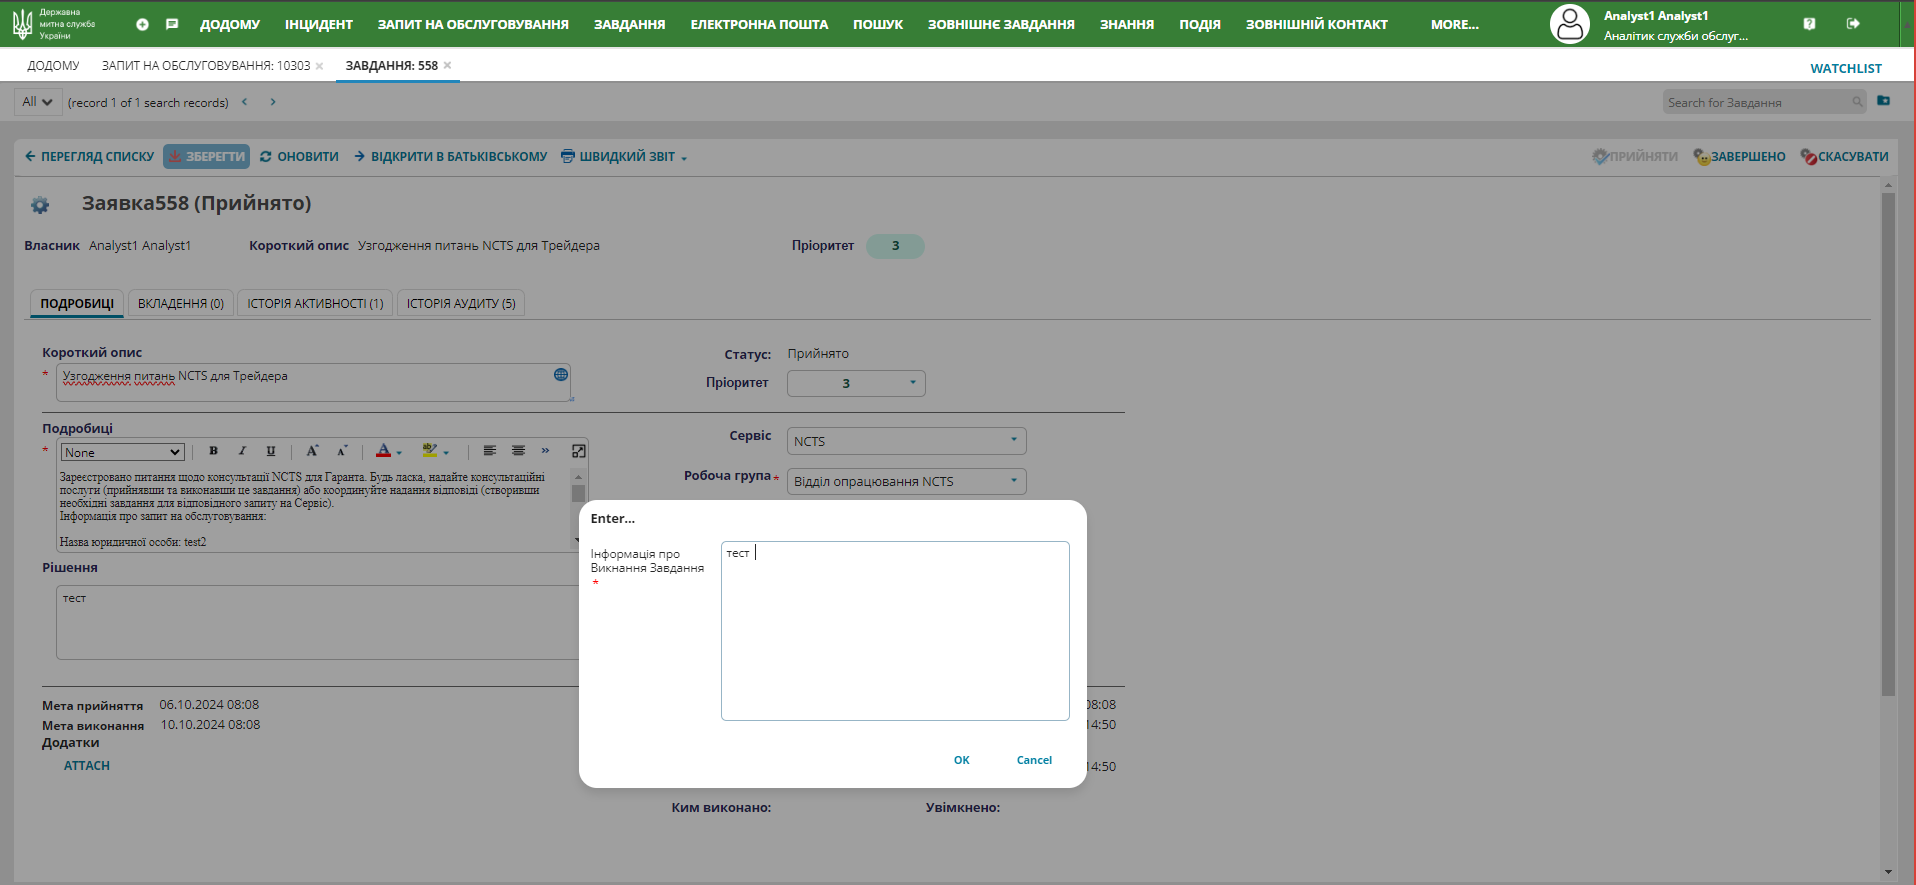 Державна
митна служба
України
ДОДОМУ ІНЦИДЕНТ ЗАПИТ НА ОБСЛУГОВУВАННЯ ЗАВДАННЯ ЕЛЕКТРОННА ПОШТА ПОШУК ЗОВНІШНЄ ЗАВДАННЯ ЗНАННЯ ПОДІЯ ЗОВНІШНІЙ КОНТАКТ MORE...
Analyst1 Analyst1
Аналітик служби обслуг...
ДОДОМУ ЗАПИТ НА ОБСЛУГОВУВАННЯ: 10303 ЗАВДАННЯ: 558
WATCHLIST
All (record 1 of 1 search records)
Search for Завдання
ПЕРЕГЛЯД СПИСКУ ЗБЕРЕГТИ ОНОВИТИ ВІДКРИТИ В БАТЬКІВСЬКОМУ ШВИДКИЙ ЗВІТ ПРИЙНЯТИ ЗАВЕРШЕНО СКАСУВАТИ
Заявка558 (Прийнято)
Власник Analyst1 Analyst1 Короткий опис Узгодження питань NCTS для Трейдера Пріоритет 3
ПОДРОБИЦІ ВКЛАДЕННЯ (0) ІСТОРІЯ АКТИВНОСТІ (1) ІСТОРІЯ АУДИТУ (5)
Короткий опис
* Узгодження питань NCTS для Трейдера
Статус: Прийнято
Пріоритет 3
Подробиці
* None B I U A A A ab »
Зареєстровано питання щодо консультації NCTS для Гаранта. Будь ласка, надайте консультаційні
послуги (прийнявши та виконавши це завдання) або координуйте надання відповіді (створивши
необхідні завдання для відповідного запиту на Сервіс).
Інформація про запит на обслуговування:
Назва юридичної особи: test2
Сервіс NCTS
Робоча група * Відділ опрацювання NCTS
Рішення
тест
Enter...
Інформація про
Викнання Завдання
*
тест
OK Cancel
Мета прийняття 06.10.2024 08:08
Мета виконання 10.10.2024 08:08
Додатки
ATTACH
08:08
14:50
14:50
Ким виконано: Увімкнено: